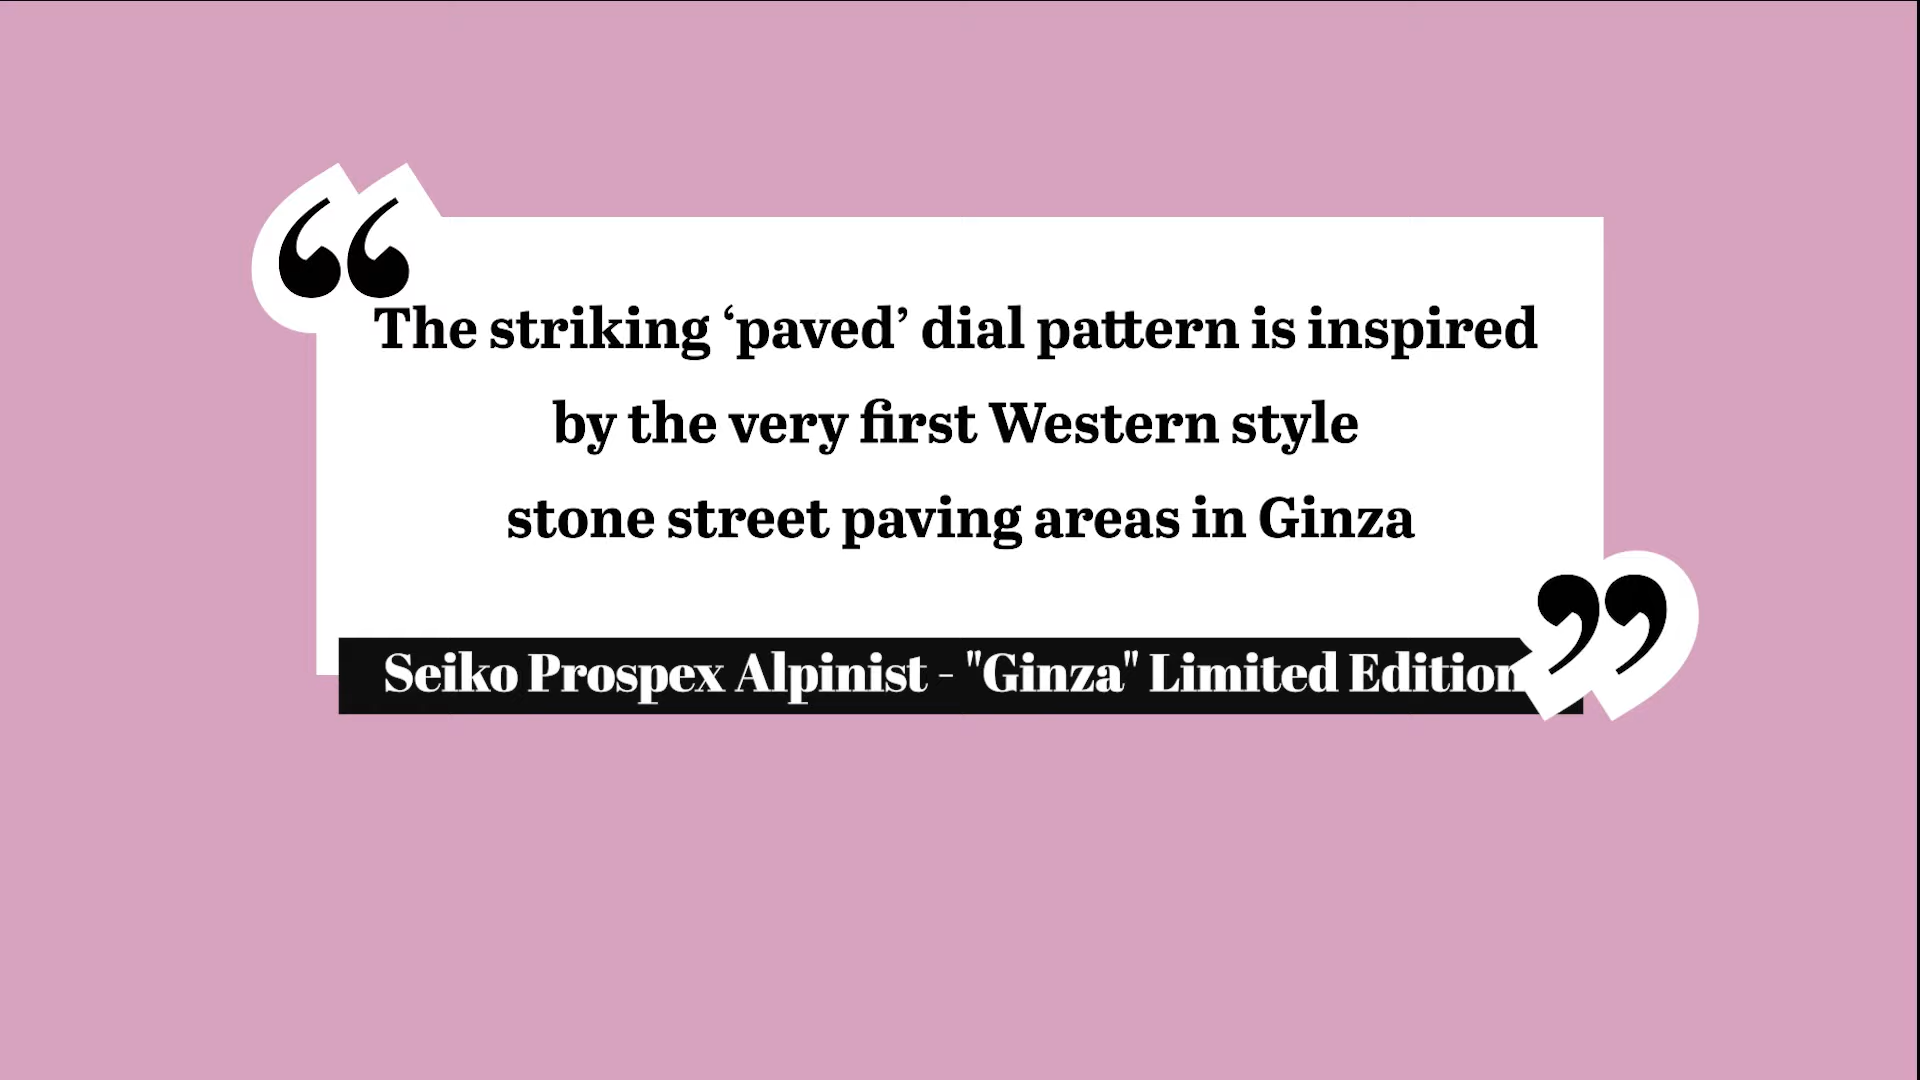 The striking ‘paved’ dial pattern is inspired
by the very first Western style
stone street paving areas in Ginza
Seiko Prospex Alpinist - "Ginza" Limited Edition